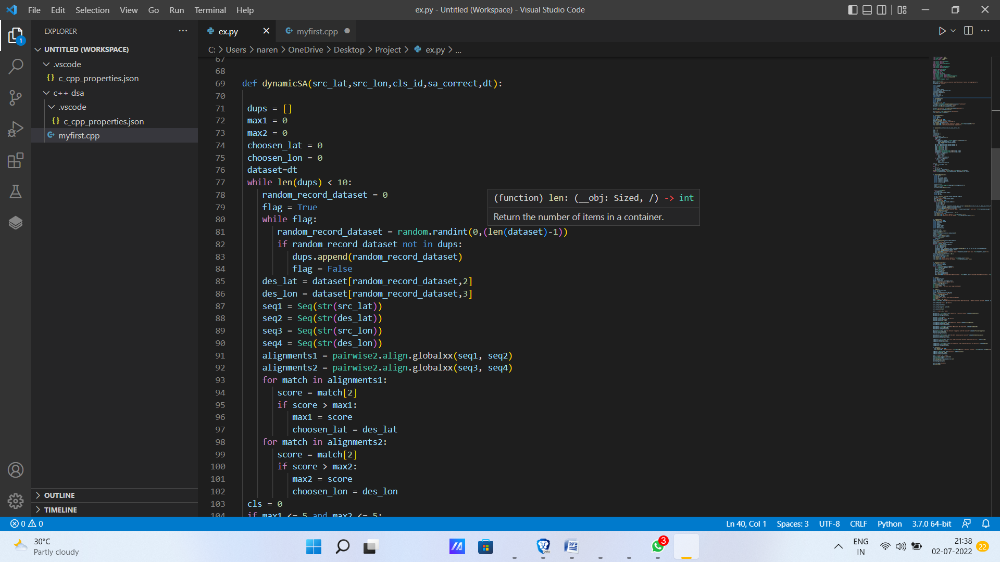 File Edit Selection View Go Run Terminal Help
ex.py - Untitled (Workspace) - Visual Studio Code
EXPLORER
ex.py
myfirst.cpp
UNTITLED (WORKSPACE)
.vscode
c_cpp_properties.json
c++ dsa
.vscode
c_cpp_properties.json
myfirst.cpp
OUTLINE
TIMELINE
1
C: > Users > naren > OneDrive > Desktop > Project > ex.py > ...
67
68
69 def dynamicSA(src_lat,src_lon,cls_id,sa_correct,dt):
70
71 dups = []
72 max1 = 0
73 max2 = 0
74 choosen_lat = 0
75 choosen_lon = 0
76 dataset=dt
77 while len(dups) < 10:
78 random_record_dataset = 0
79 flag = True
80 while flag:
81 random_record_dataset = random.randint(0,(len(dataset)-1))
82 if random_record_dataset not in dups:
83 dups.append(random_record_dataset)
84 flag = False
85 des_lat = dataset[random_record_dataset,2]
86 des_lon = dataset[random_record_dataset,3]
87 seq1 = Seq(str(src_lat))
88 seq2 = Seq(str(des_lat))
89 seq3 = Seq(str(src_lon))
90 seq4 = Seq(str(des_lon))
91 alignments1 = pairwise2.align.globalxx(seq1, seq2)
92 alignments2 = pairwise2.align.globalxx(seq3, seq4)
93 for match in alignments1:
94 score = match[2]
95 if score > max1:
96 max1 = score
97 choosen_lat = des_lat
98 for match in alignments2:
99 score = match[2]
100 if score > max2:
101 max2 = score
102 choosen_lon = des_lon
103 cls = 0
104 if max1 <= 5 and max2 <= 5:
(function) len: (__obj: Sized, /) -> int
Return the number of items in a container.
0 0
Ln 40, Col 1 Spaces: 3 UTF-8 CRLF Python 3.7.0 64-bit
30°C
Partly cloudy
3
ENG
IN
21:38
02-07-2022
22